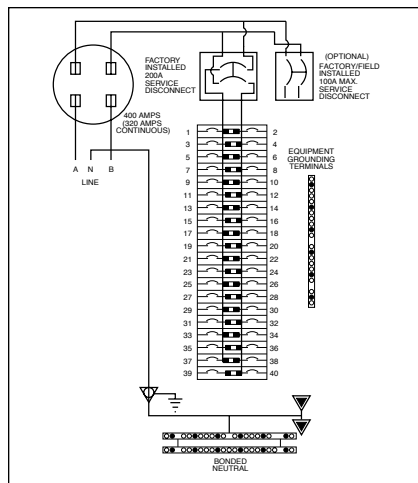 FACTORY
INSTALLED
200A
SERVICE
DISCONNECT
(OPTIONAL)
FACTORY/FIELD
INSTALLED
100A MAX.
SERVICE
DISCONNECT
400 AMPS
(320 AMPS
CONTINUOUS)
A N B
LINE
EQUIPMENT
GROUNDING
TERMINALS
1 2
3 4
5 6
7 8
9 10
11 12
13 14
15 16
17 18
19 20
21 22
23 24
25 26
27 28
29 30
31 32
33 34
35 36
37 38
39 40
BONDED
NEUTRAL